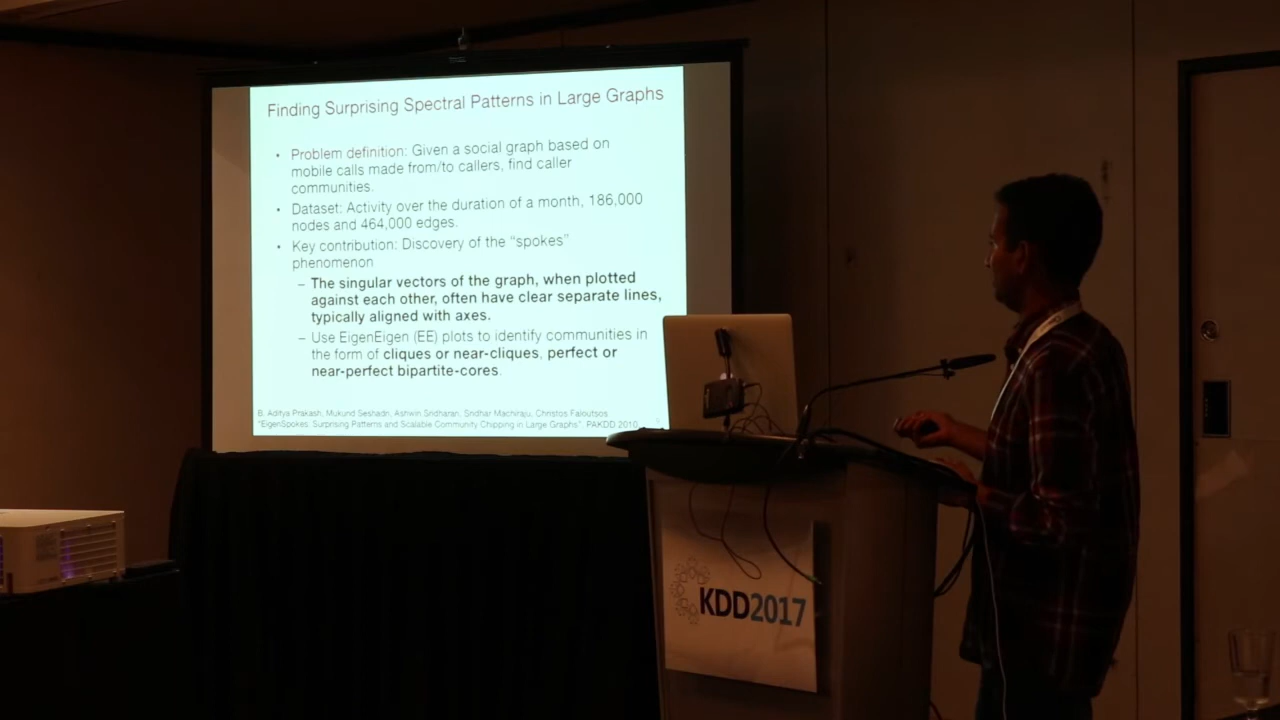 Finding Surprising Spectral Patterns in Large Graphs
• Problem definition: Given a social graph based on
mobile calls made from/to callers, find caller
communities.
• Dataset: Activity over the duration of a month, 186,000
nodes and 464,000 edges.
• Key contribution: Discovery of the “spokes”
phenomenon
– The singular vectors of the graph, when plotted
against each other, often have clear separate lines,
typically aligned with axes.
– Use EigenEigen (EE) plots to identify communities in
the form of cliques or near-cliques, perfect or
near-perfect bipartite-cores.
B. Aditya Prakash, Mukund Seshadri, Ashwin Sridharan, Sridhar Machiraju, Christos Faloutsos
"EigenSpokes: Surprising Patterns and Scalable Community Chipping in Large Graphs". PAKDD 2010
KDD2017